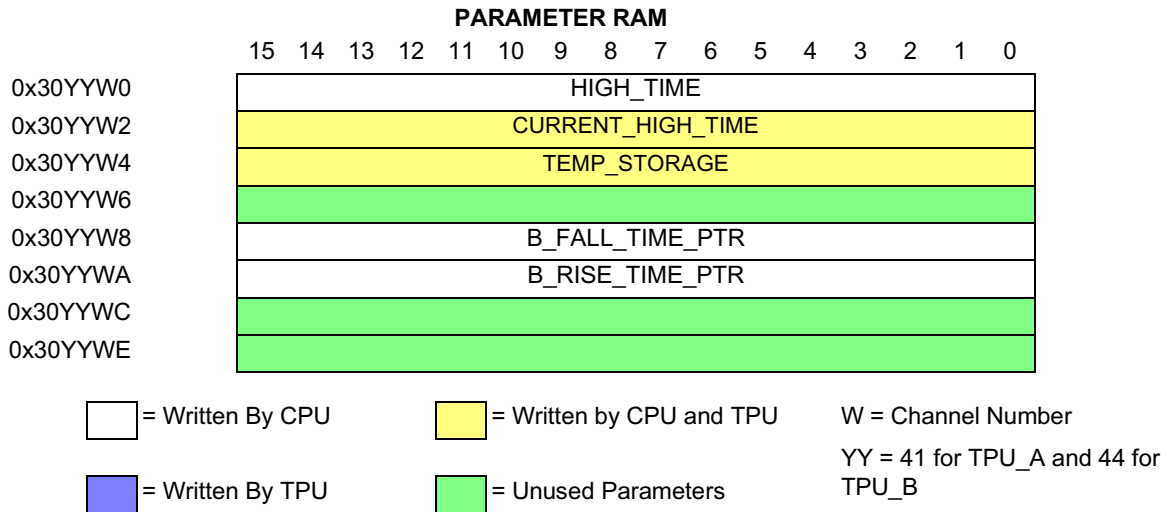 PARAMETER RAM
15 14 13 12 11 10 9 8 7 6 5 4 3 2 1 0
0x30YYW0 HIGH_TIME
0x30YYW2 CURRENT_HIGH_TIME
0x30YYW4 TEMP_STORAGE
0x30YYW6
0x30YYW8 B_FALL_TIME_PTR
0x30YYWA B_RISE_TIME_PTR
0x30YYWC
0x30YYWE
= Written By CPU = Written by CPU and TPU W = Channel Number
= Written By TPU = Unused Parameters YY = 41 for TPU_A and 44 for
TPU_B